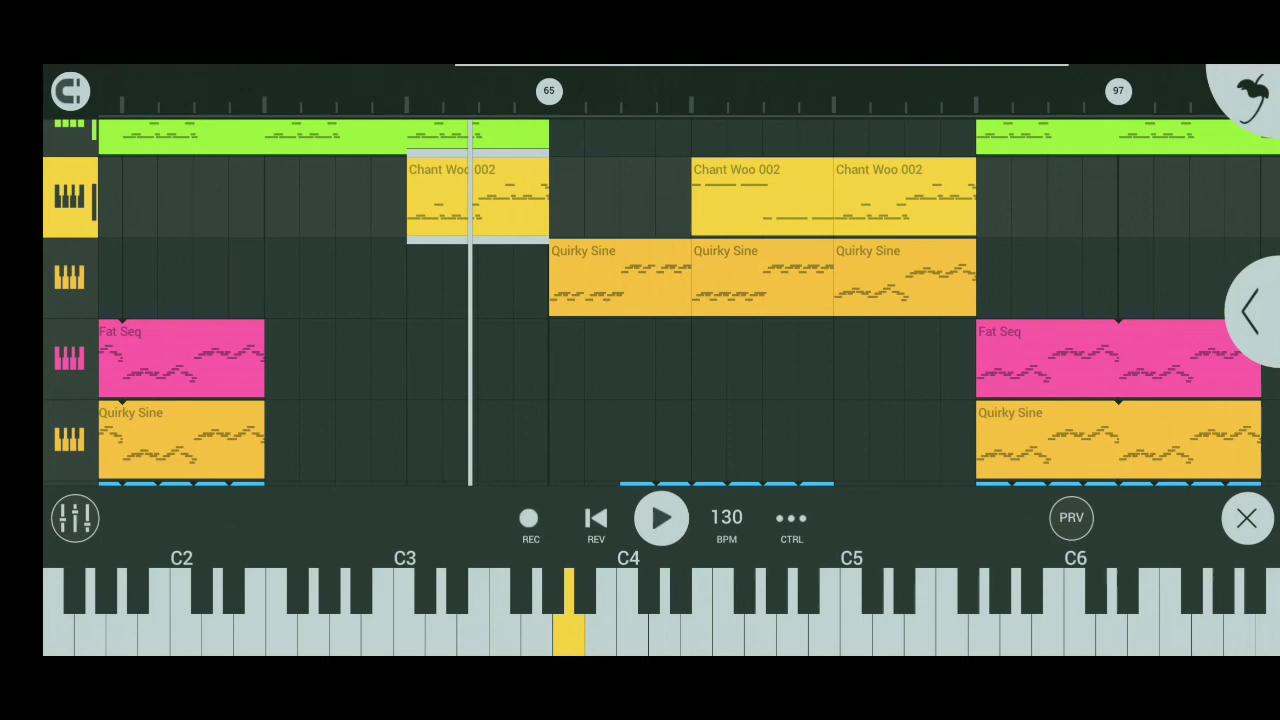 65
97
Chant Woo 002
Chant Woo 002
Chant Woo 002
Quirky Sine
Quirky Sine
Quirky Sine
Fat Seq
Fat Seq
Quirky Sine
Quirky Sine
130
PRV
REC
REV
BPM
CTRL
C2
C3
C4
C5
C6